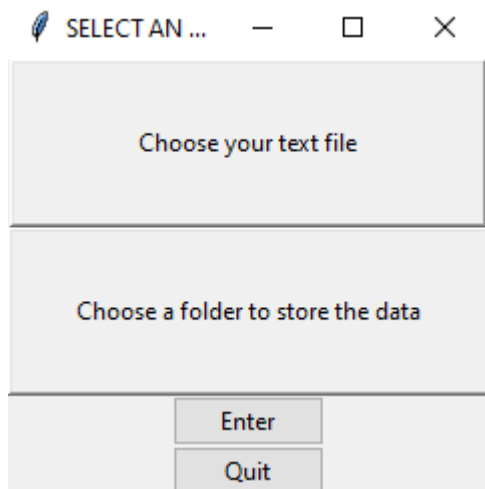 SELECT AN ...
Choose your text file
Choose a folder to store the data
Enter
Quit